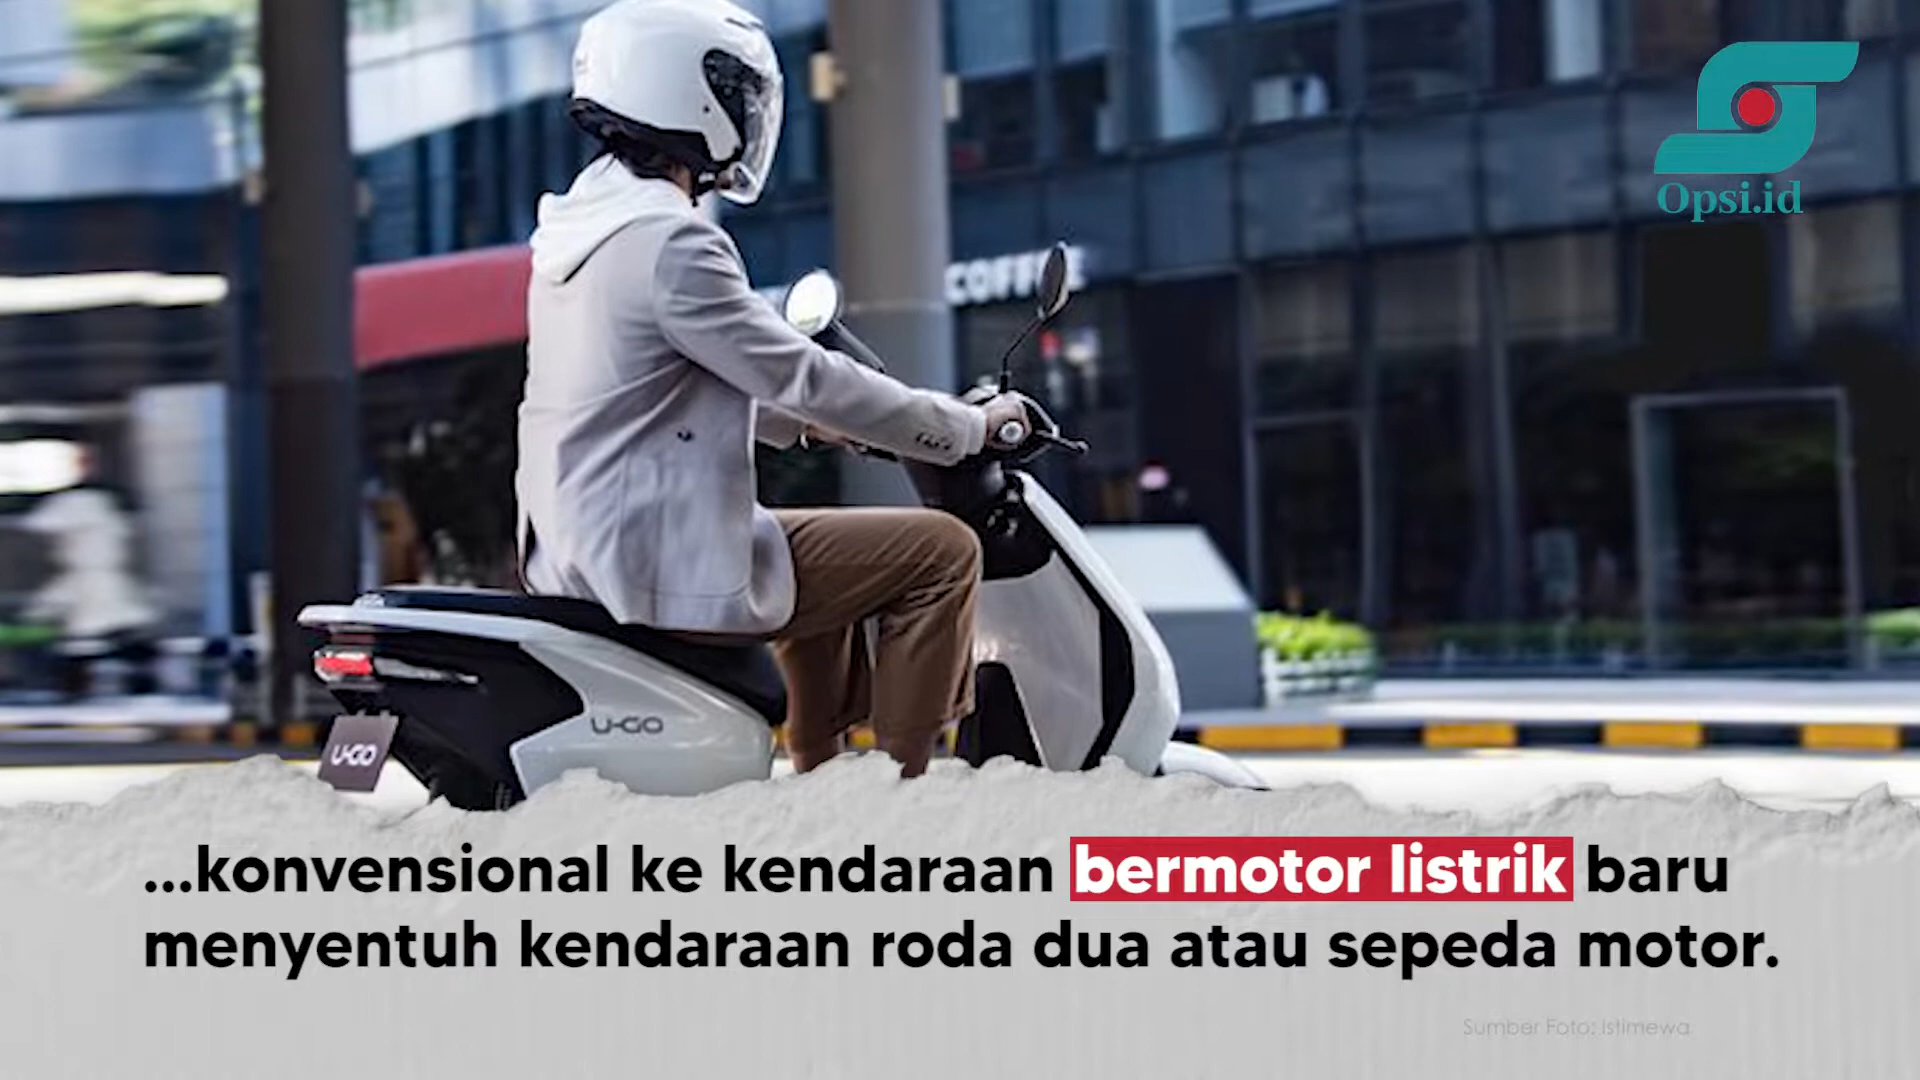 Opsi.id
COFFEE
U-GO
U-GO
...konvensional ke kendaraan bermotor listrik baru
menyentuh kendaraan roda dua atau sepeda motor.
Sumber Foto: Istimewa